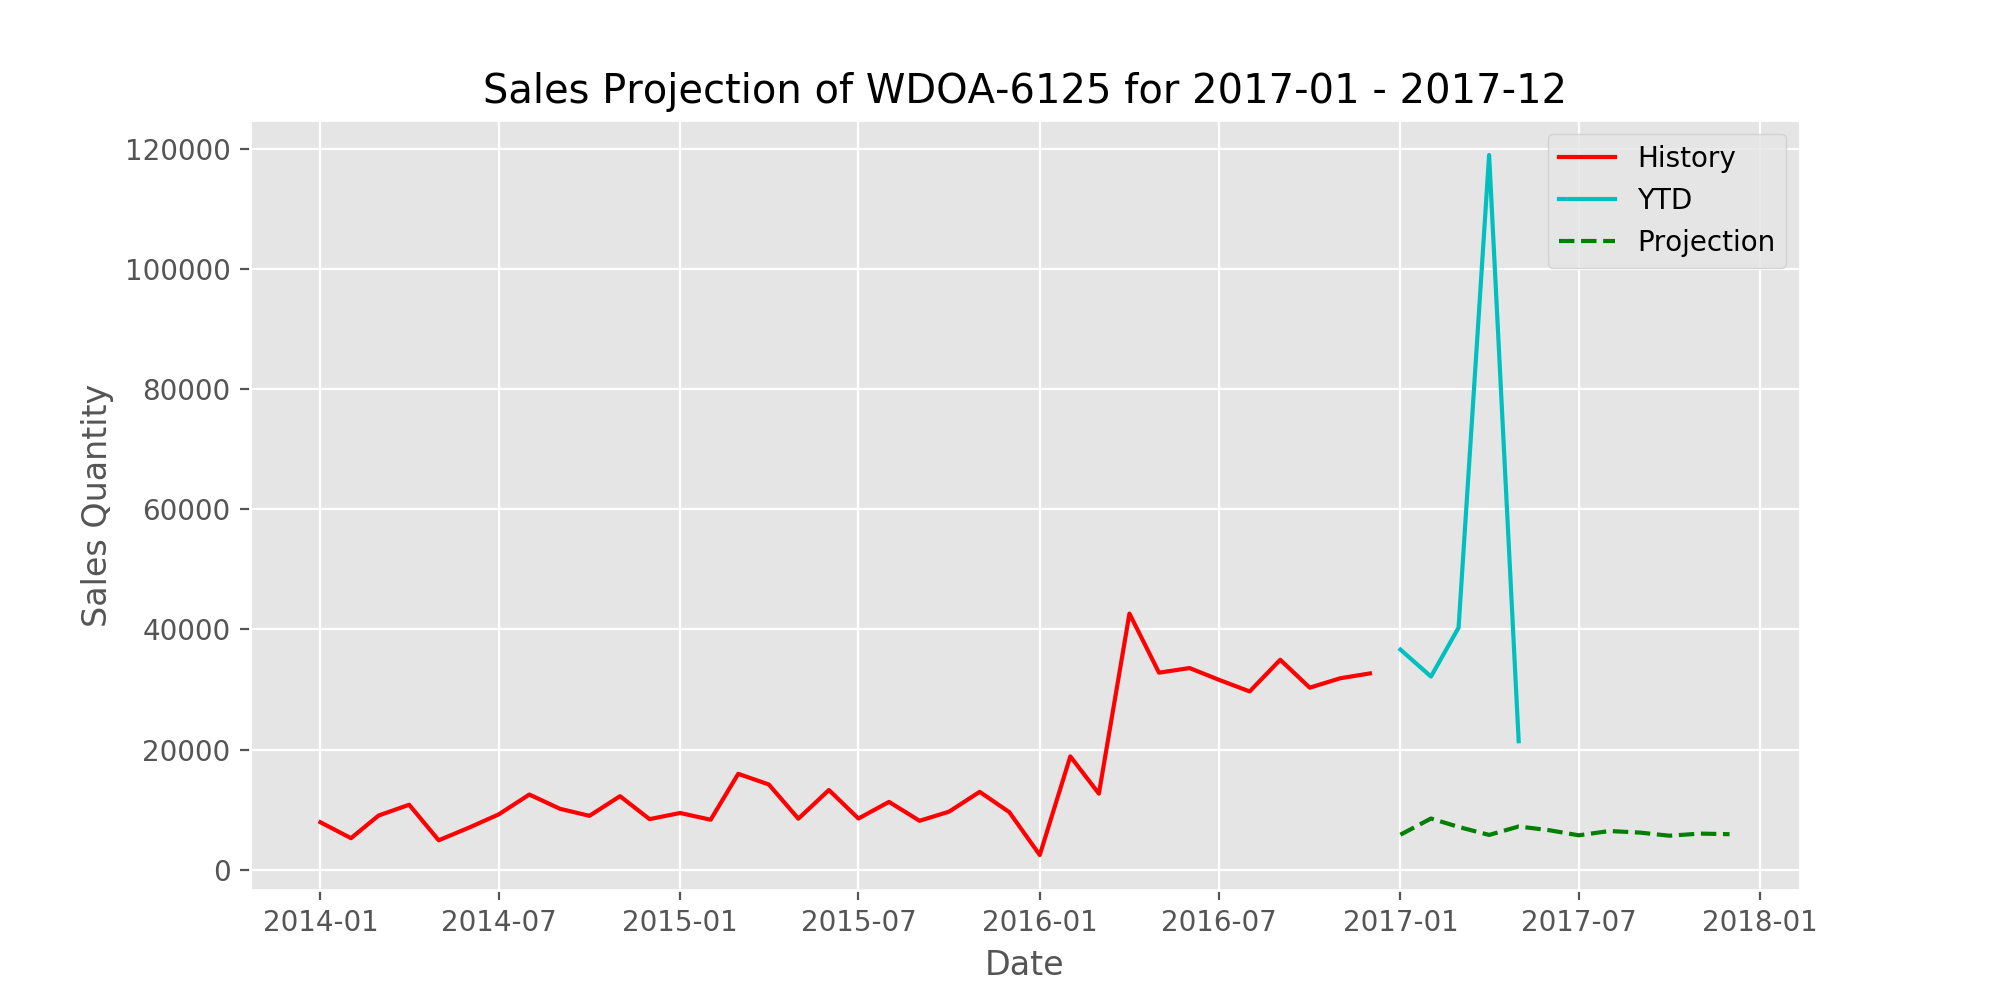 Sales Projection of WDOA-6125 for 2017-01 - 2017-12
History
YTD
Projection
120000
100000
80000
60000
40000
20000
0
Sales Quantity
2014-01 2014-07 2015-01 2015-07 2016-01 2016-07 2017-01 2017-07 2018-01
Date